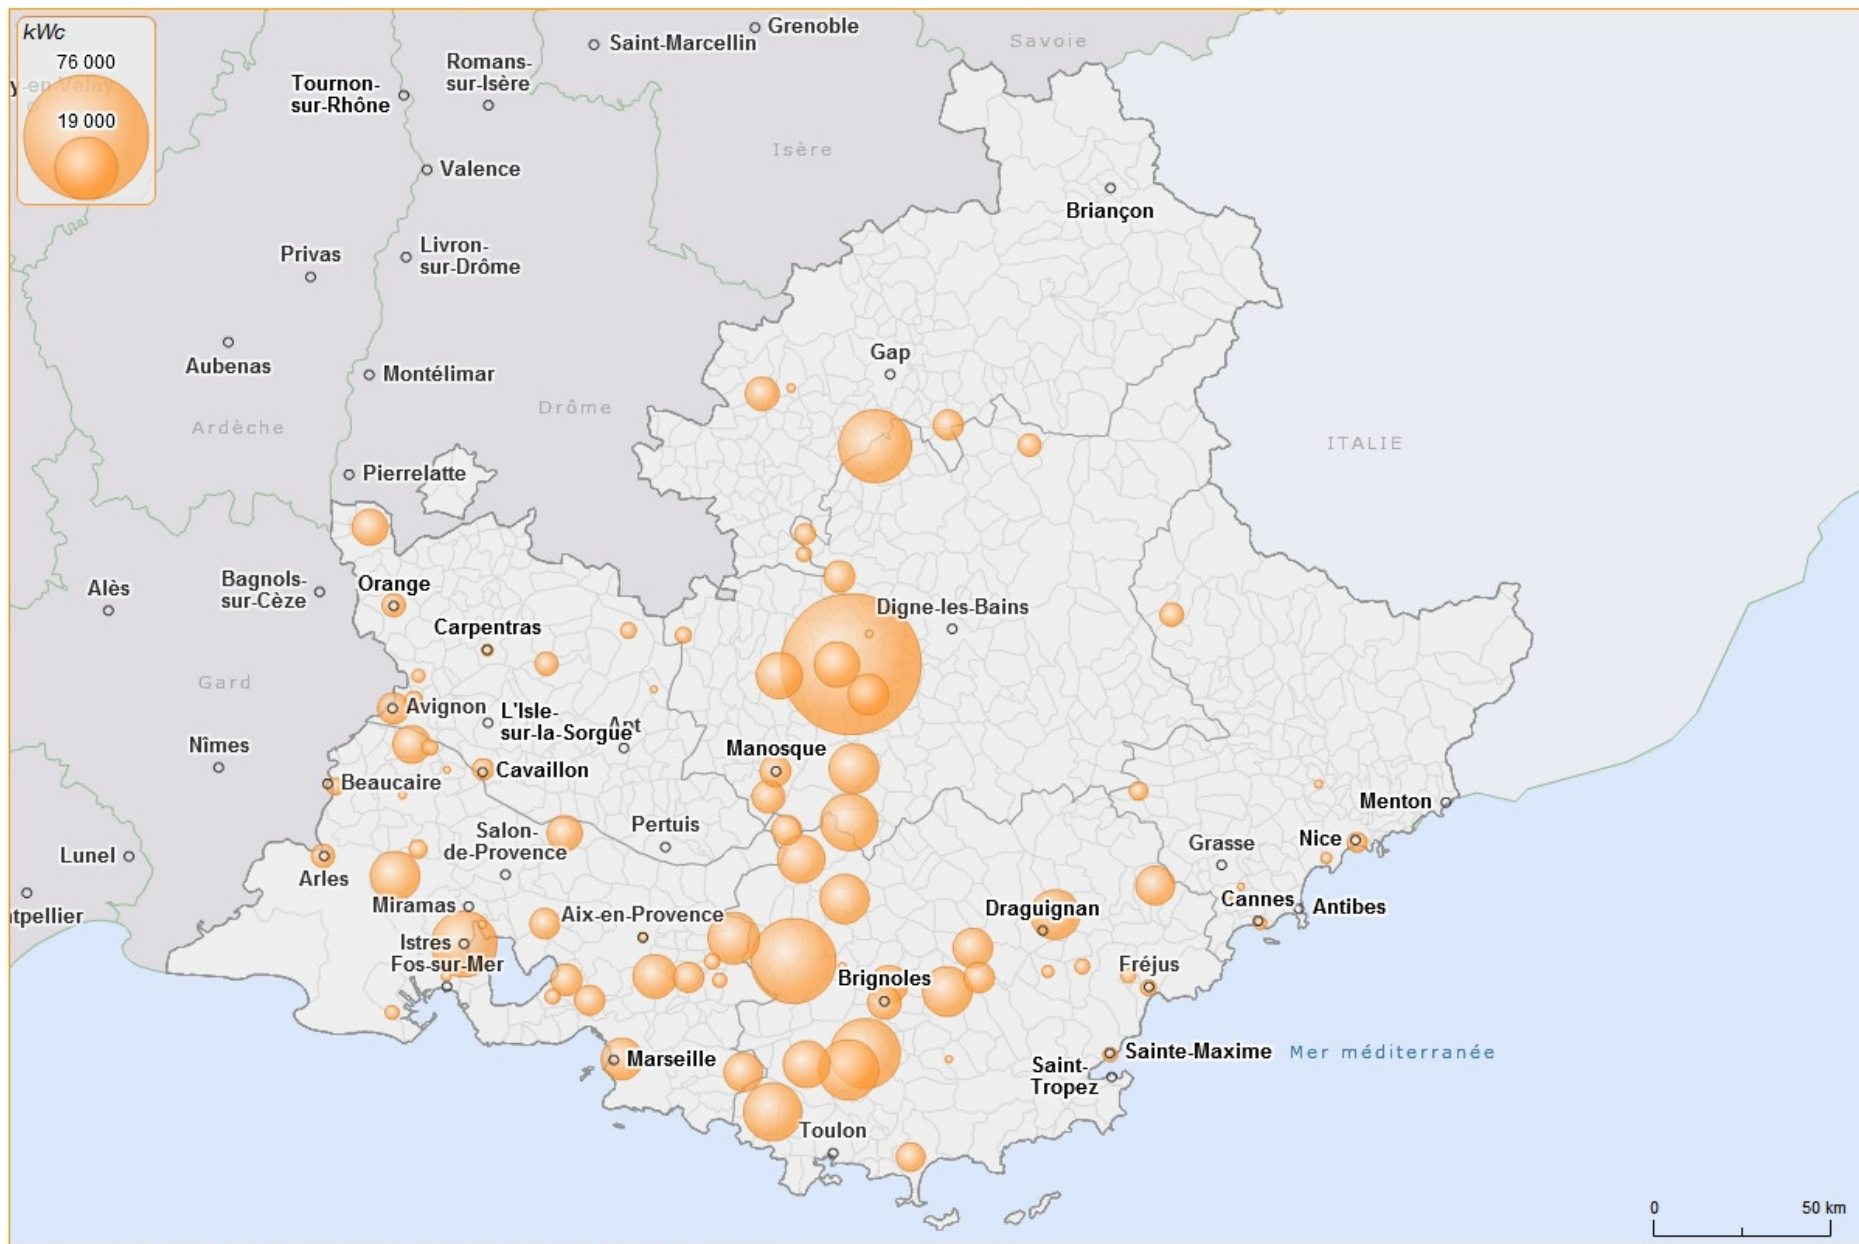 kWc
76 000
19 000
y-en-Velay
Grenoble
Saint-Marcellin
Savoie
Romans-
sur-Isère
Tournon-
sur-Rhône
Isère
Valence
Briançon
Privas
Livron-
sur-Drôme
Aubenas
Montélimar
Gap
Drôme
Ardèche
ITALIE
Pierrelatte
Alès
Bagnols-
sur-Cèze
Orange
Digne-les-Bains
Carpentras
Gard
Avignon
L'Isle-
sur-la-Sorgue
Apt
Nîmes
Manosque
Cavaillon
Beaucaire
Menton
Salon-
de-Provence
Pertuis
Nice
Grasse
Lunel
Arles
Miramas
Aix-en-Provence
Draguignan
Cannes
Antibes
ntpellier
Istres
Fos-sur-Mer
Brignoles
Fréjus
Marseille
Sainte-Maxime
Mer méditerranée
Saint-
Tropez
Toulon
0
50 km